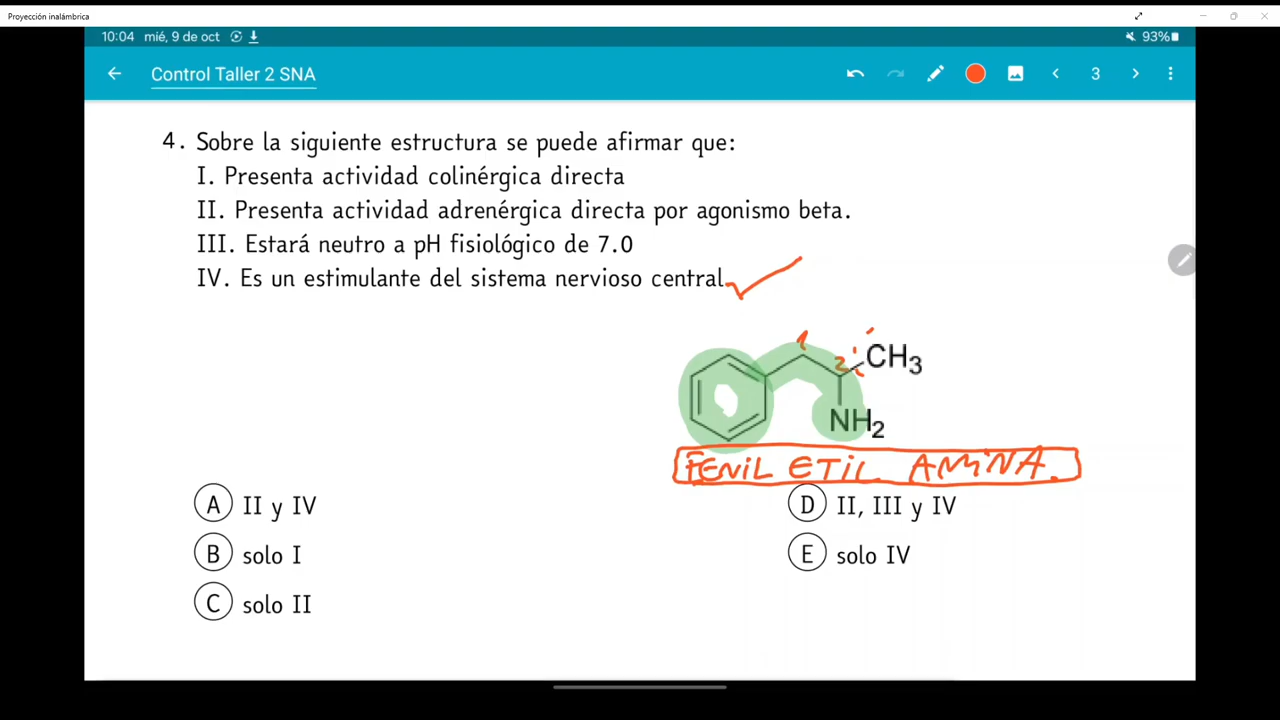 Proyección inalámbrica
10:04 mié, 9 de oct 93%
Control Taller 2 SNA 3
4. Sobre la siguiente estructura se puede afirmar que:
I. Presenta actividad colinérgica directa
II. Presenta actividad adrenérgica directa por agonismo beta.
III. Estará neutro a pH fisiológico de 7.0
IV. Es un estimulante del sistema nervioso central.
1
2 CH3
NH2
FENIL ETIL AMINA.
A II y IV
D II, III y IV
B solo I
E solo IV
C solo II